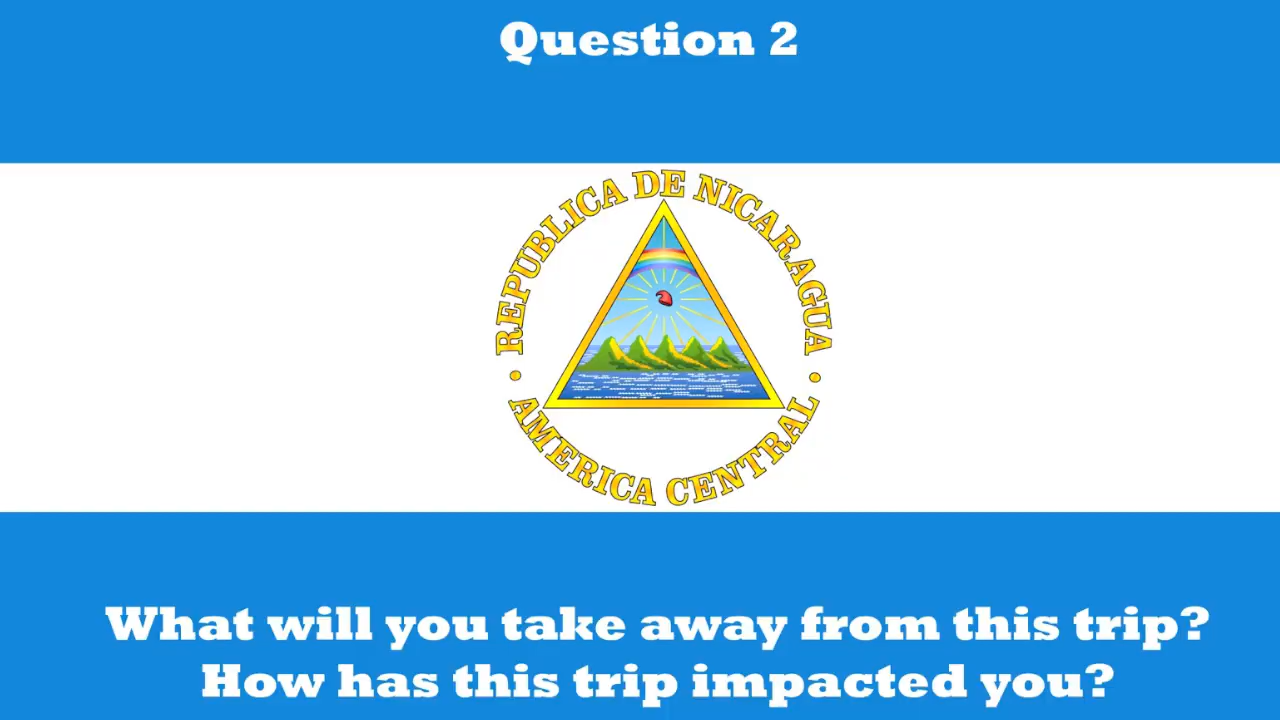 Question 2
REPUBLICA DE NICARAGUA
AMERICA CENTRAL
What will you take away from this trip?
How has this trip impacted you?